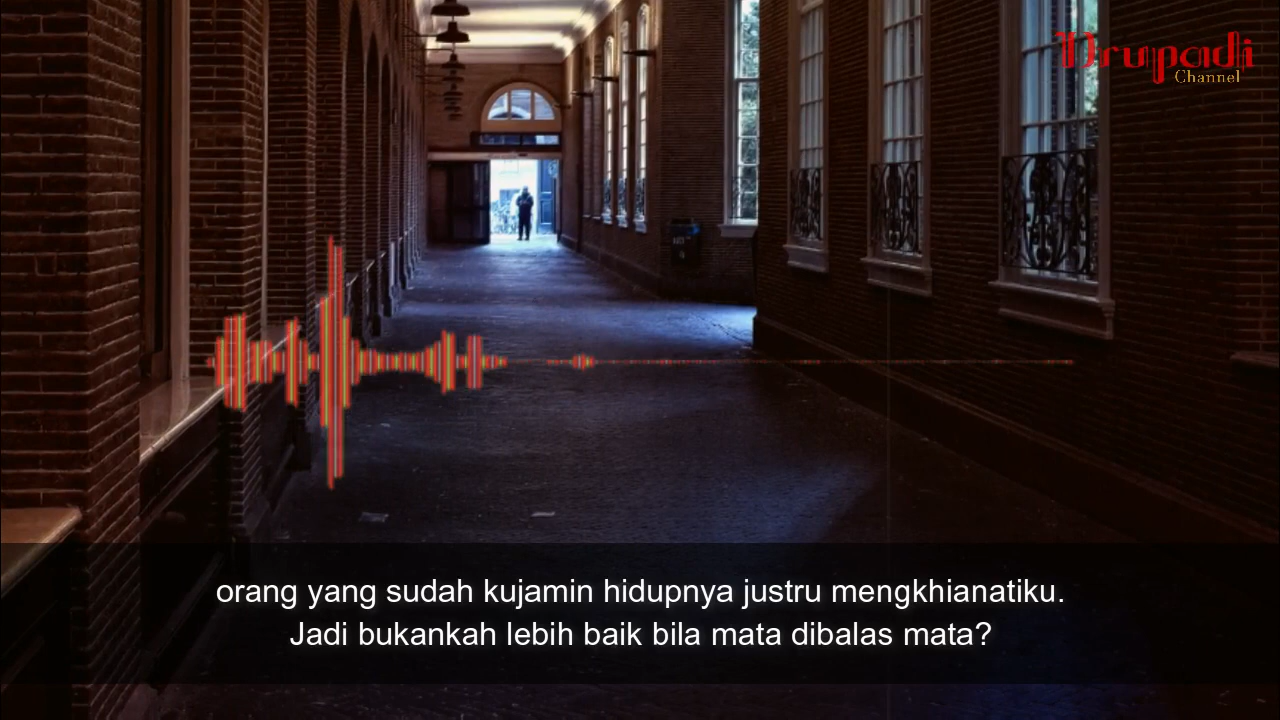 Drupadi
Channel
orang yang sudah kujamin hidupnya justru mengkhianatiku.
Jadi bukankah lebih baik bila mata dibalas mata?